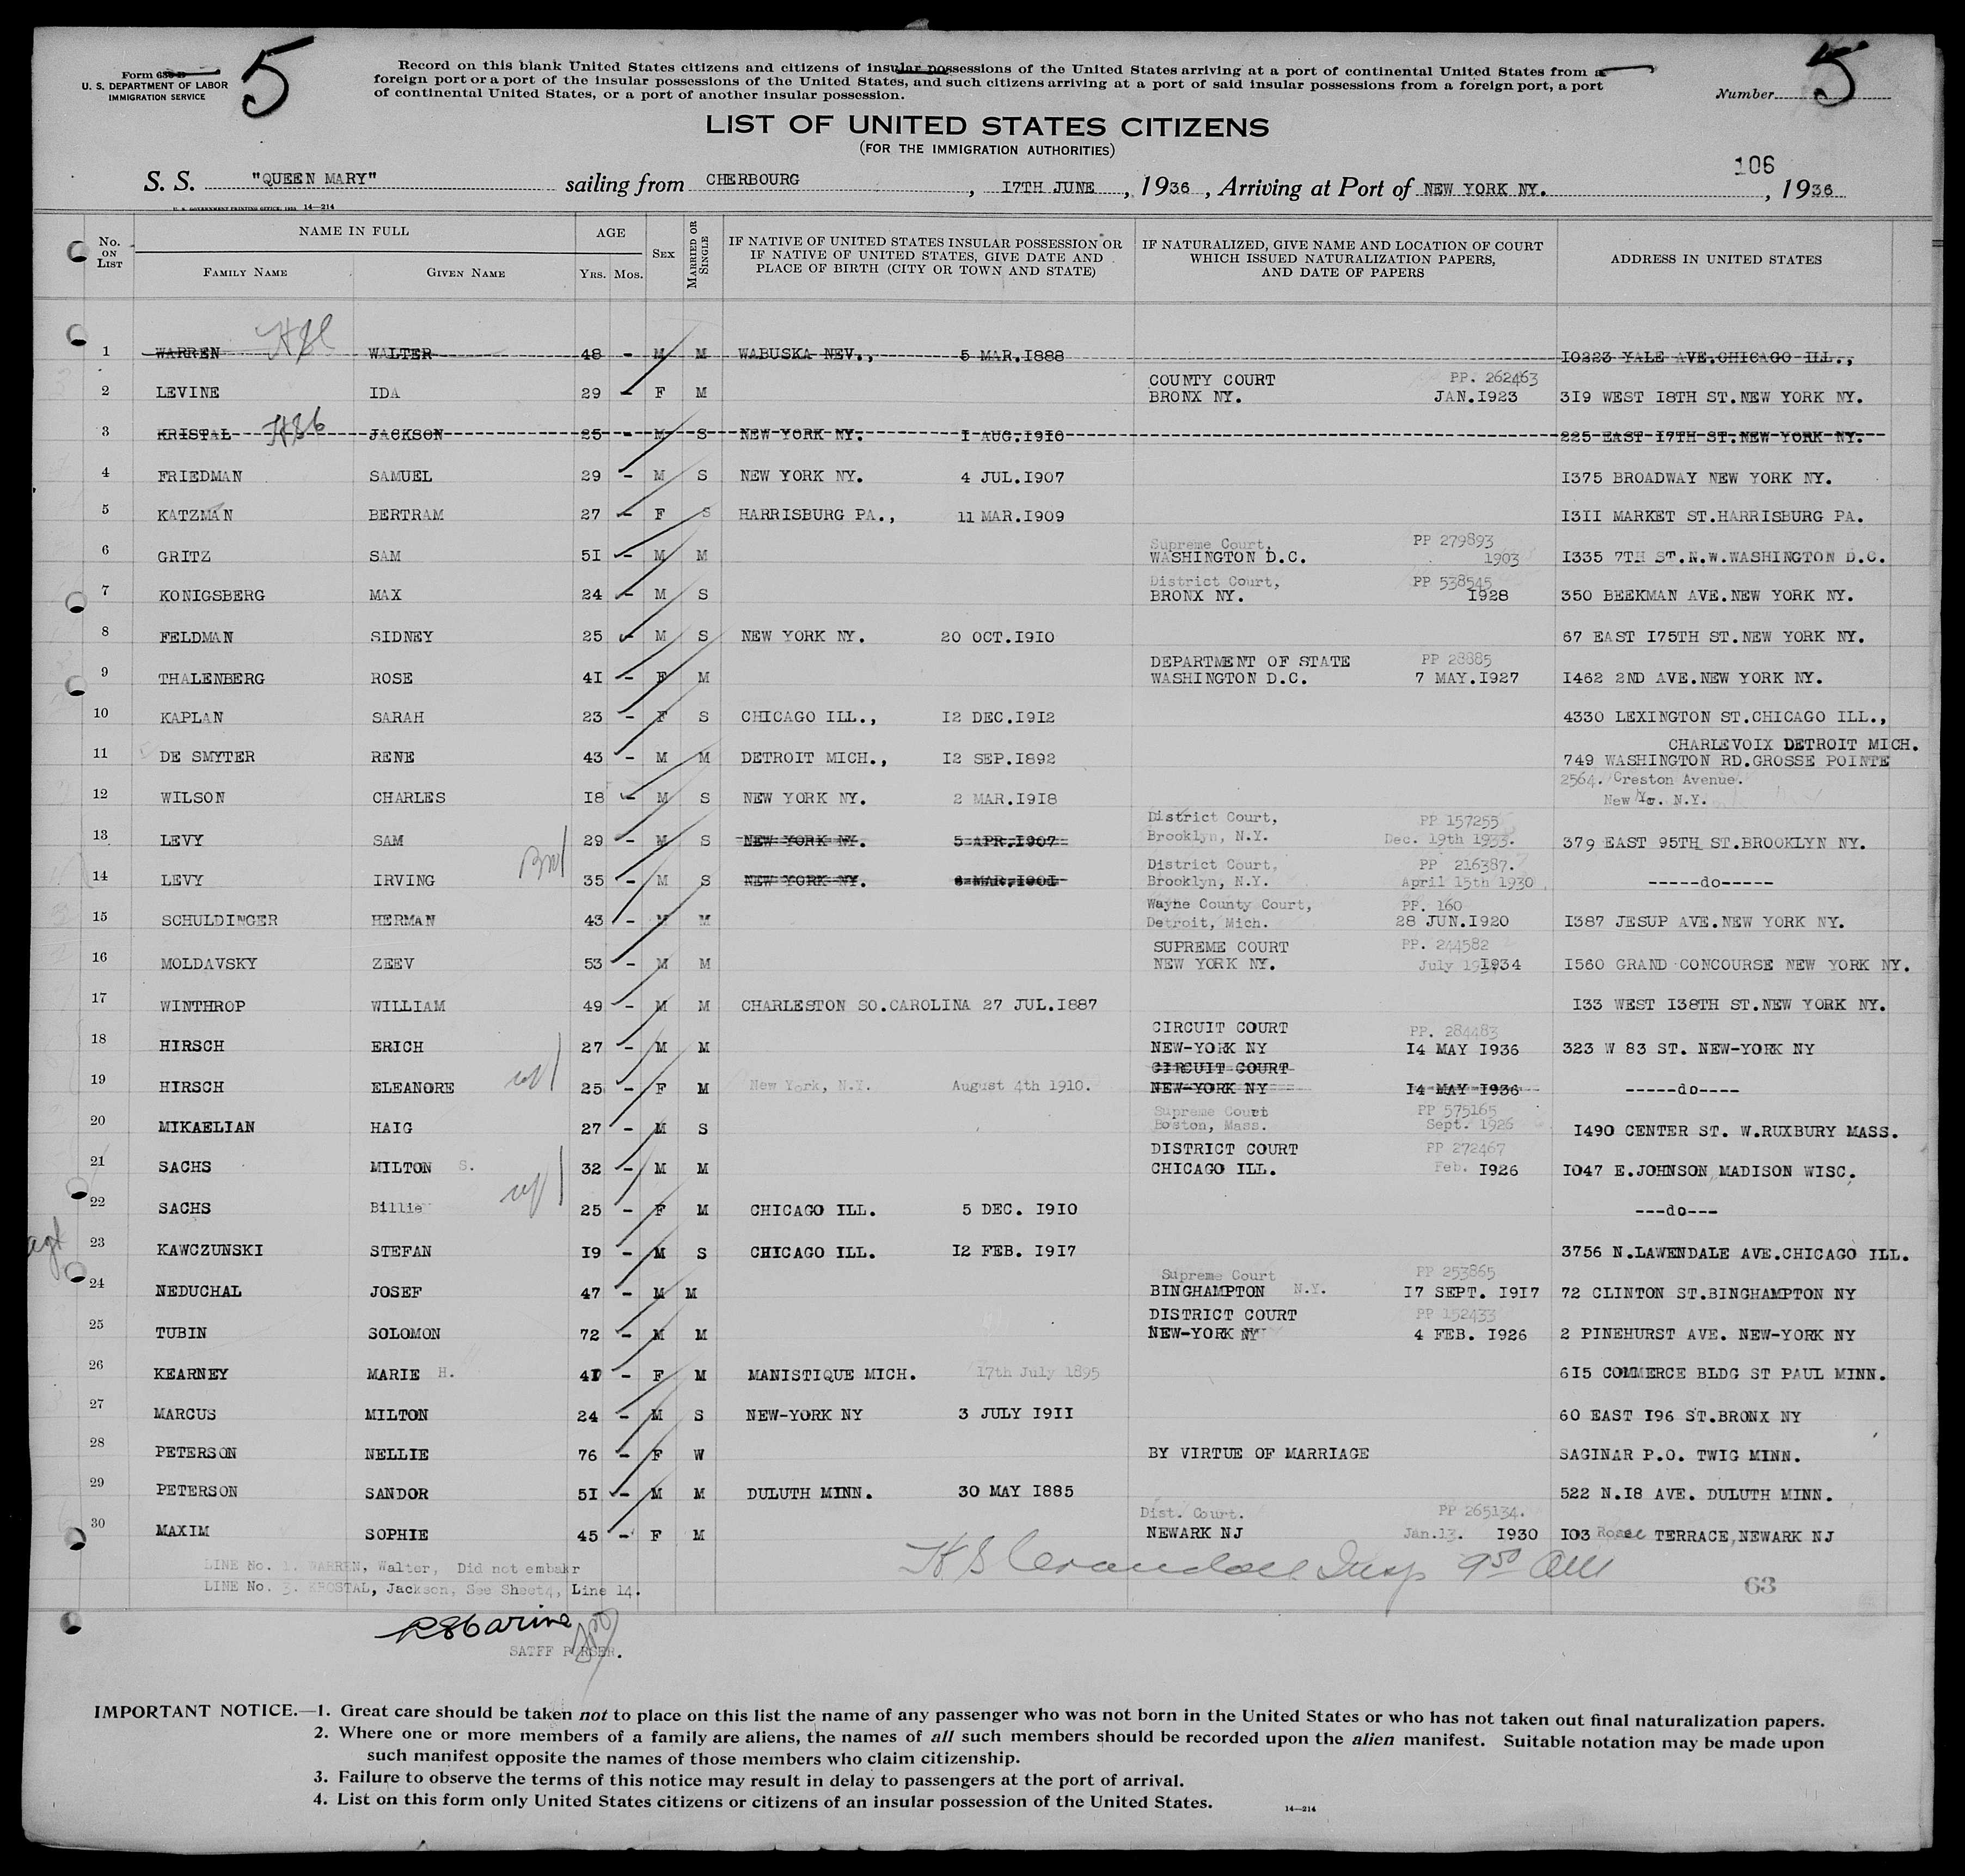 5
Form 630-B
U. S. DEPARTMENT OF LABOR
IMMIGRATION SERVICE
Record on this blank United States citizens and citizens of insular possessions of the United States arriving at a port of continental United States from a
foreign port or a port of the insular possessions of the United States, and such citizens arriving at a port of said insular possessions from a foreign port, a port
of continental United States, or a port of another insular possession.
Number 5
LIST OF UNITED STATES CITIZENS
(FOR THE IMMIGRATION AUTHORITIES)
106
S. S. "QUEEN MARY" sailing from CHERBOURG, 17TH JUNE, 1936, Arriving at Port of NEW YORK NY., 1936
U. S. GOVERNMENT PRINTING OFFICE 14—214
No. ON LIST NAME IN FULL AGE SEX MARRIED OR SINGLE IF NATIVE OF UNITED STATES INSULAR POSSESSION OR IF NATIVE OF UNITED STATES, GIVE DATE AND PLACE OF BIRTH (CITY OR TOWN AND STATE) IF NATURALIZED, GIVE NAME AND LOCATION OF COURT WHICH ISSUED NATURALIZATION PAPERS, AND DATE OF PAPERS ADDRESS IN UNITED STATES
FAMILY NAME GIVEN NAME YRS. MOS.
1 WARREN WALTER 48 - M M WABUSKA NEV., 5 MAR.1888 10223 YALE AVE.CHICAGO ILL.,
COUNTY COURT PP. 262463
2 LEVINE IDA 29 - F M BRONX NY. JAN.1923 319 WEST 18TH ST.NEW YORK NY.
3 KRISTAL JACKSON 25 - M S NEW YORK NY. 1 AUG.1910 225 EAST 17TH ST.NEW YORK NY.
4 FRIEDMAN SAMUEL 29 - M S NEW YORK NY. 4 JUL.1907 1375 BROADWAY NEW YORK NY.
5 KATZMAN BERTRAM 27 - F S HARRISBURG PA., 11 MAR.1909 1311 MARKET ST.HARRISBURG PA.
Supreme Court, PP 279893
6 GRITZ SAM 51 - M M WASHINGTON D.C. 1903 1335 7TH ST.N.W.WASHINGTON D.C.
District Court, PP 538545
7 KONIGSBERG MAX 24 - M S BRONX NY. 1928 350 BEEKMAN AVE.NEW YORK NY.
8 FELDMAN SIDNEY 25 - M S NEW YORK NY. 20 OCT.1910 67 EAST 175TH ST.NEW YORK NY.
DEPARTMENT OF STATE PP 28885
9 THALENBERG ROSE 41 - F M WASHINGTON D.C. 7 MAY.1927 1462 2ND AVE.NEW YORK NY.
10 KAPLAN SARAH 23 - F S CHICAGO ILL., 12 DEC.1912 4330 LEXINGTON ST.CHICAGO ILL.,
CHARLEVOIX DETROIT MICH.
11 DE SMYTER RENE 43 - M M DETROIT MICH., 12 SEP.1892 749 WASHINGTON RD.GROSSE POINTE
2564. Creston Avenue.
12 WILSON CHARLES 18 - M S NEW YORK NY. 2 MAR.1918 New Yo. N.Y.
District Court, PP 157255
13 LEVY SAM 29 - M S NEW YORK NY. 5 APR.1907 Brooklyn, N.Y. Dec. 19th 1933. 379 EAST 95TH ST.BROOKLYN NY.
District Court, PP 216387.
14 LEVY IRVING 35 - M S NEW YORK NY. 6 MAR.1901 Brooklyn, N.Y. April 15th 1930 -----do-----
Wayne County Court, PP. 160
15 SCHULDINGER HERMAN 43 - M M Detroit, Mich. 28 JUN.1920 1387 JESUP AVE.NEW YORK NY.
SUPREME COURT PP. 244582
16 MOLDAVSKY ZEEV 53 - M M NEW YORK NY. July 1934 1560 GRAND CONCOURSE NEW YORK NY.
17 WINTHROP WILLIAM 49 - M M CHARLESTON SO.CAROLINA 27 JUL.1887 133 WEST 138TH ST.NEW YORK NY.
CIRCUIT COURT PP. 284483
18 HIRSCH ERICH 27 - M M NEW-YORK NY 14 MAY 1936 323 W 83 ST. NEW-YORK NY
CIRCUIT COURT
19 HIRSCH ELEANORE 25 - F M New York, N.Y. August 4th 1910. NEW-YORK NY 14 MAY 1936 -----do----
Supreme Court PP 575165
20 MIKAELIAN HAIG 27 - M S Boston, Mass. Sept. 1926 1490 CENTER ST. W.RUXBURY MASS.
DISTRICT COURT PP 272467
21 SACHS MILTON S. 32 - M M CHICAGO ILL. Feb. 1926 1047 E.JOHNSON MADISON WISC.
22 SACHS Billie 25 - F M CHICAGO ILL. 5 DEC. 1910 ---do---
agt
23 KAWCZUNSKI STEFAN 19 - M S CHICAGO ILL. 12 FEB. 1917 3756 N.LAWENDALE AVE.CHICAGO ILL.
Supreme Court PP 253865
24 NEDUCHAL JOSEF 47 - M M BINGHAMPTON N.Y. 17 SEPT. 1917 72 CLINTON ST.BINGHAMPTON NY
DISTRICT COURT PP 152433
25 TUBIN SOLOMON 72 - M M NEW-YORK NY 4 FEB. 1926 2 PINEHURST AVE. NEW-YORK NY
26 KEARNEY MARIE H. 41 - F M MANISTIQUE MICH. 17th July 1895 615 COMMERCE BLDG ST PAUL MINN.
27 MARCUS MILTON 24 - M S NEW-YORK NY 3 JULY 1911 60 EAST 196 ST.BRONX NY
28 PETERSON NELLIE 76 - F W BY VIRTUE OF MARRIAGE SAGINAR P.O. TWIG MINN.
29 PETERSON SANDOR 51 - M M DULUTH MINN. 30 MAY 1885 522 N.18 AVE. DULUTH MINN.
Dist. Court. PP 265134.
30 MAXIM SOPHIE 45 - F M NEWARK NJ Jan.13. 1930 103 TERRACE,NEWARK NJ
LINE No. 1. WARREN, Walter, Did not embakr
LINE No. 3. KROSTAL, Jackson, See Sheet4, Line 14.
63
SATFF PURSER.
IMPORTANT NOTICE.—1. Great care should be taken not to place on this list the name of any passenger who was not born in the United States or who has not taken out final naturalization papers.
2. Where one or more members of a family are aliens, the names of all such members should be recorded upon the alien manifest. Suitable notation may be made upon
such manifest opposite the names of those members who claim citizenship.
3. Failure to observe the terms of this notice may result in delay to passengers at the port of arrival.
4. List on this form only United States citizens or citizens of an insular possession of the United States.
14—214